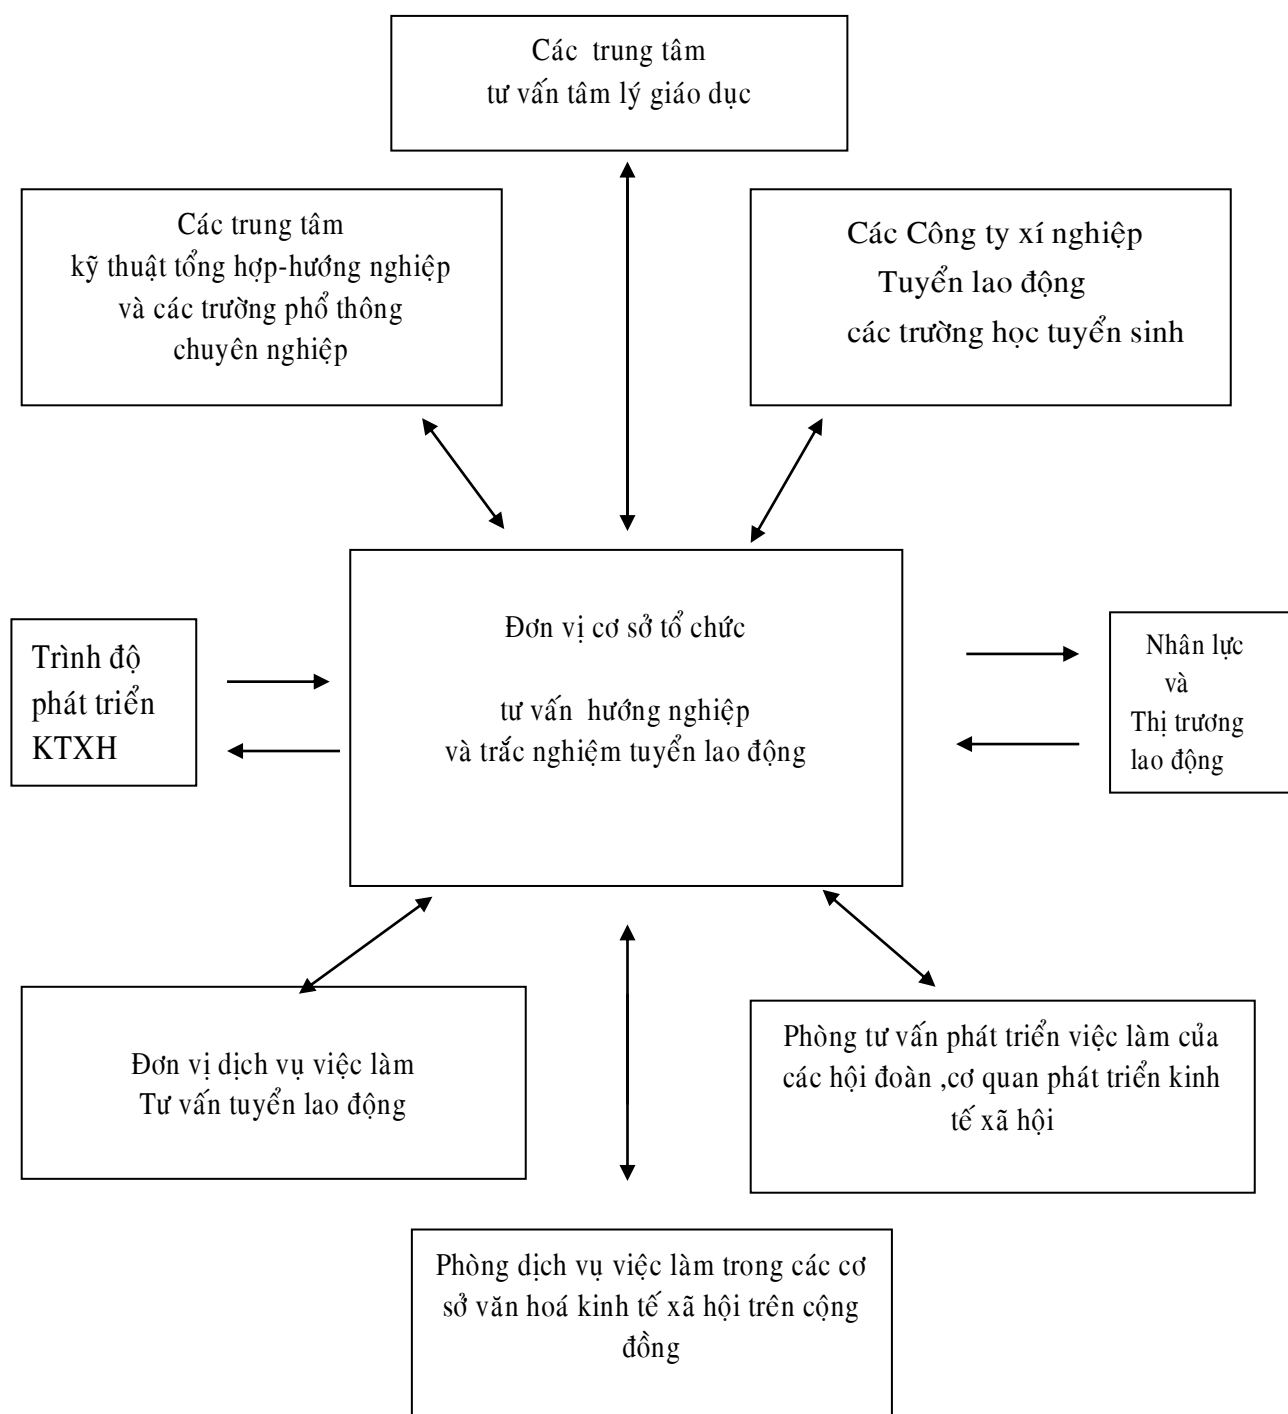 Các trung tâm
tư vấn tâm lý giáo dục
Các trung tâm
kỹ thuật tổng hợp-hướng nghiệp
và các trường phổ thông
chuyên nghiệp
Các Công ty xí nghiệp
Tuyển lao động
các trường học tuyển sinh
Đơn vị cơ sở tổ chức
tư vấn hướng nghiệp
và trắc nghiệm tuyển lao động
Trình độ
phát triển
KTXH
Nhân lực
và
Thị trương
lao động
Đơn vị dịch vụ việc làm
Tư vấn tuyển lao động
Phòng tư vấn phát triển việc làm của
các hội đoàn ,cơ quan phát triển kinh
tế xã hội
Phòng dịch vụ việc làm trong các cơ
sở văn hoá kinh tế xã hội trên cộng
đồng